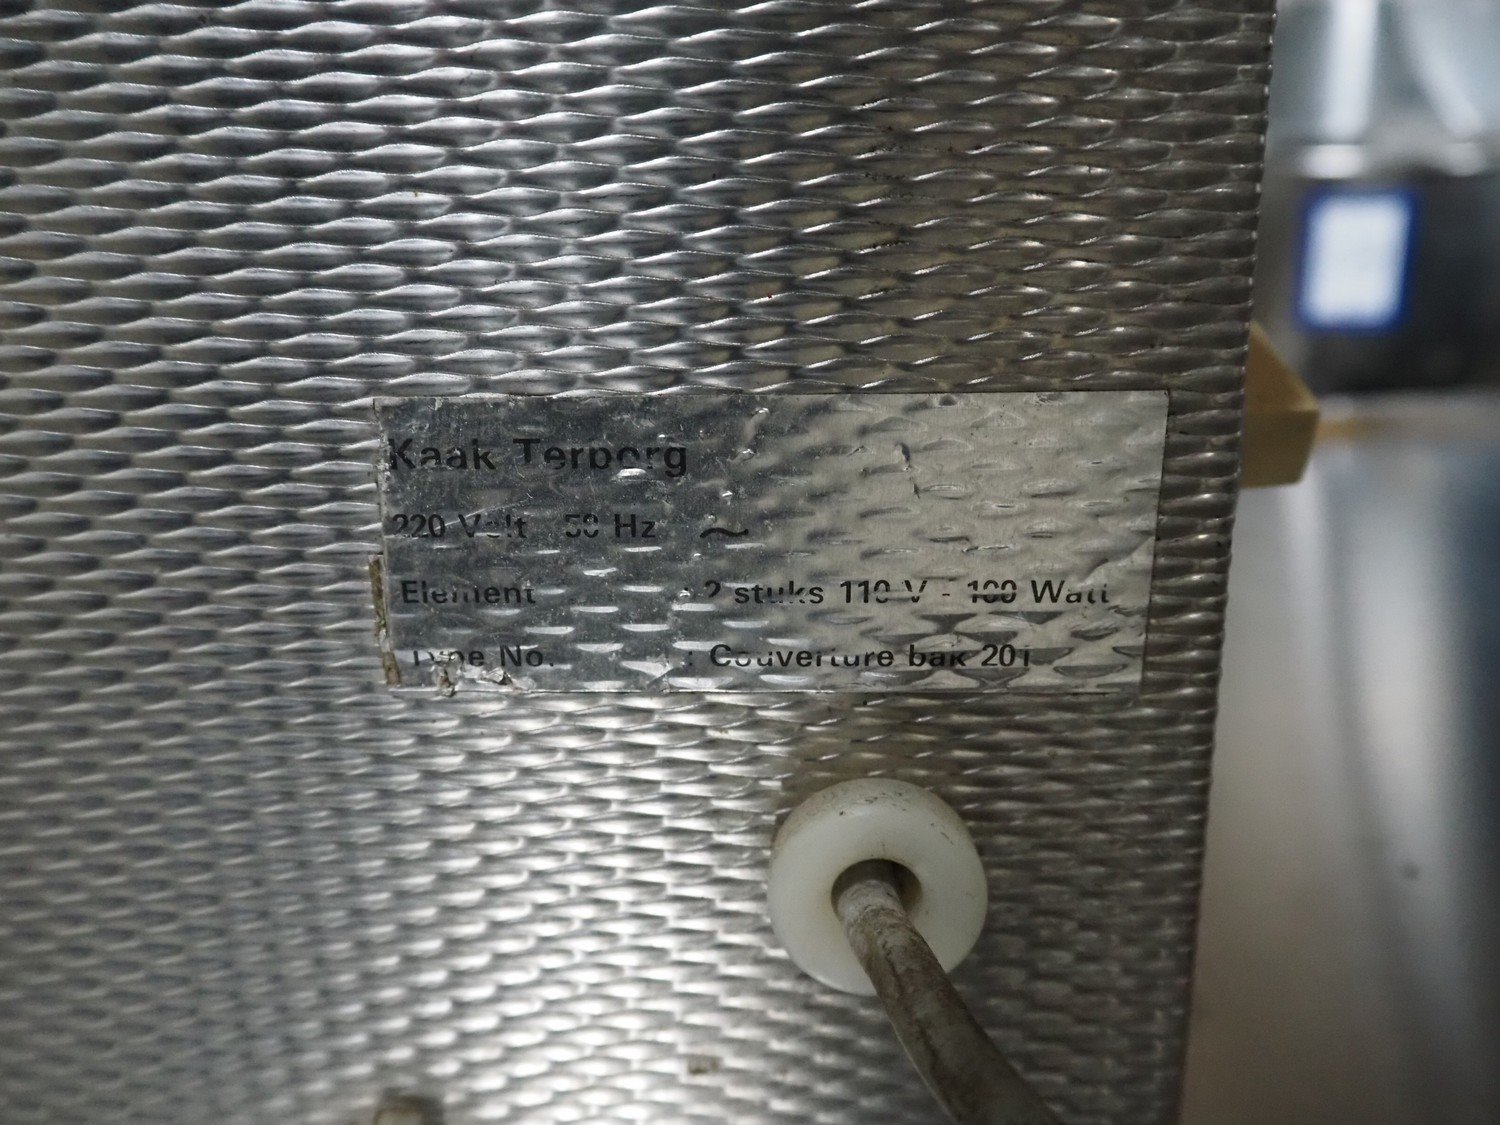 Kaak Terborg
220 Volt 50 Hz ~
Element : 2 stuks 110 V - 100 Watt
Type No. : Couverture bak 20 l